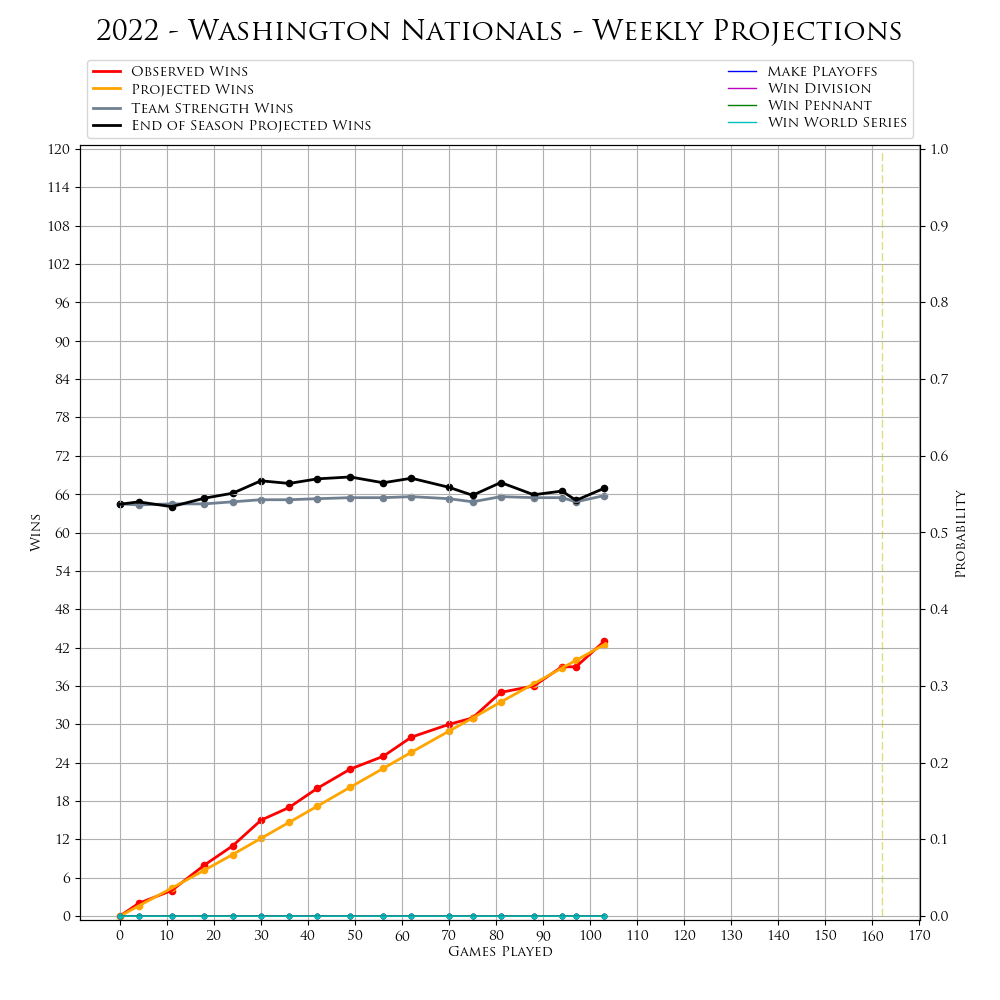 2022 - Washington Nationals - Weekly Projections
Observed Wins
Projected Wins
Team Strength Wins
End of Season Projected Wins
Make Playoffs
Win Division
Win Pennant
Win World Series
120
114
108
102
96
90
84
78
72
66
60
54
48
42
36
30
24
18
12
6
0
Wins
1.0
0.9
0.8
0.7
0.6
0.5
0.4
0.3
0.2
0.1
0.0
Probability
0 10 20 30 40 50 60 70 80 90 100 110 120 130 140 150 160 170
Games Played